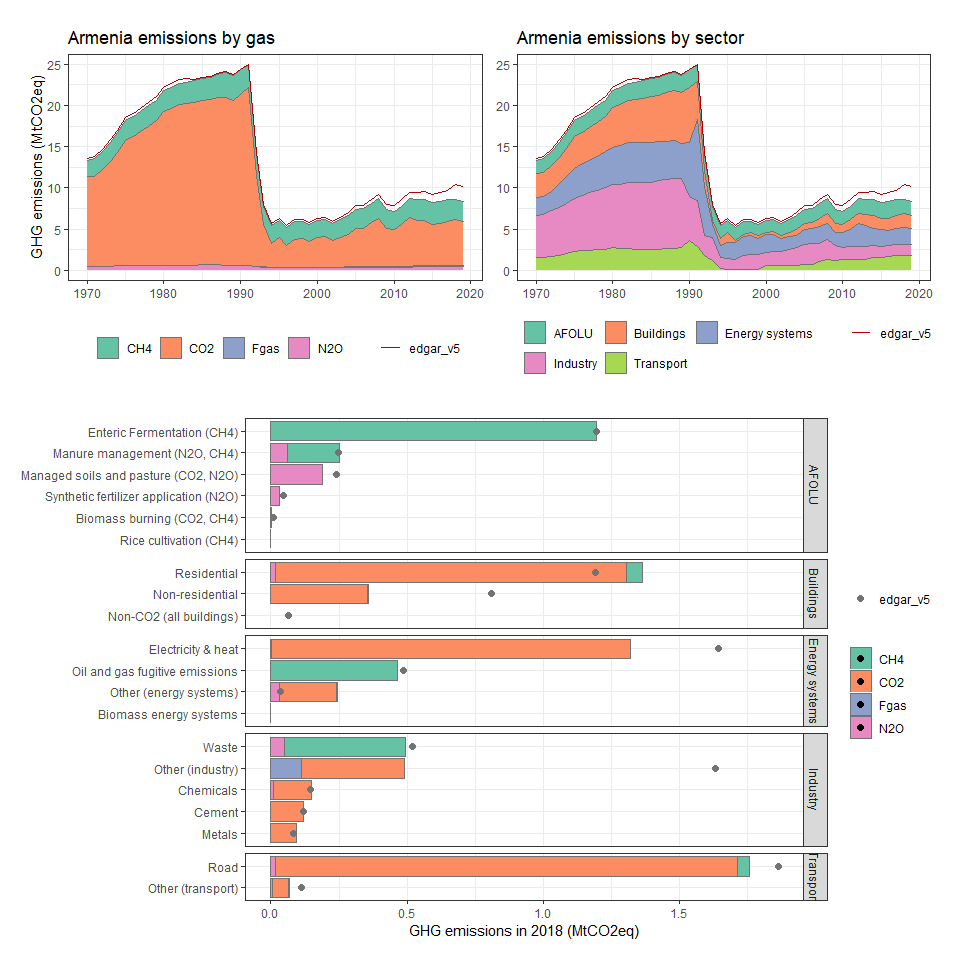 Armenia emissions by gas
GHG emissions (MtCO2eq)
25
20
15
10
5
0
1970 1980 1990 2000 2010 2020
CH4 CO2 Fgas N2O edgar_v5
Armenia emissions by sector
25
20
15
10
5
0
1970 1980 1990 2000 2010 2020
AFOLU Buildings Energy systems edgar_v5
Industry Transport
Enteric Fermentation (CH4)
Manure management (N2O, CH4)
Managed soils and pasture (CO2, N2O)
Synthetic fertilizer application (N2O)
Biomass burning (CO2, CH4)
Rice cultivation (CH4)
AFOLU
Residential
Non-residential
Non-CO2 (all buildings)
Buildings
Electricity & heat
Oil and gas fugitive emissions
Other (energy systems)
Biomass energy systems
Energy systems
Waste
Other (industry)
Chemicals
Cement
Metals
Industry
Road
Other (transport)
Transport
0.0 0.5 1.0 1.5
GHG emissions in 2018 (MtCO2eq)
edgar_v5
CH4
CO2
Fgas
N2O